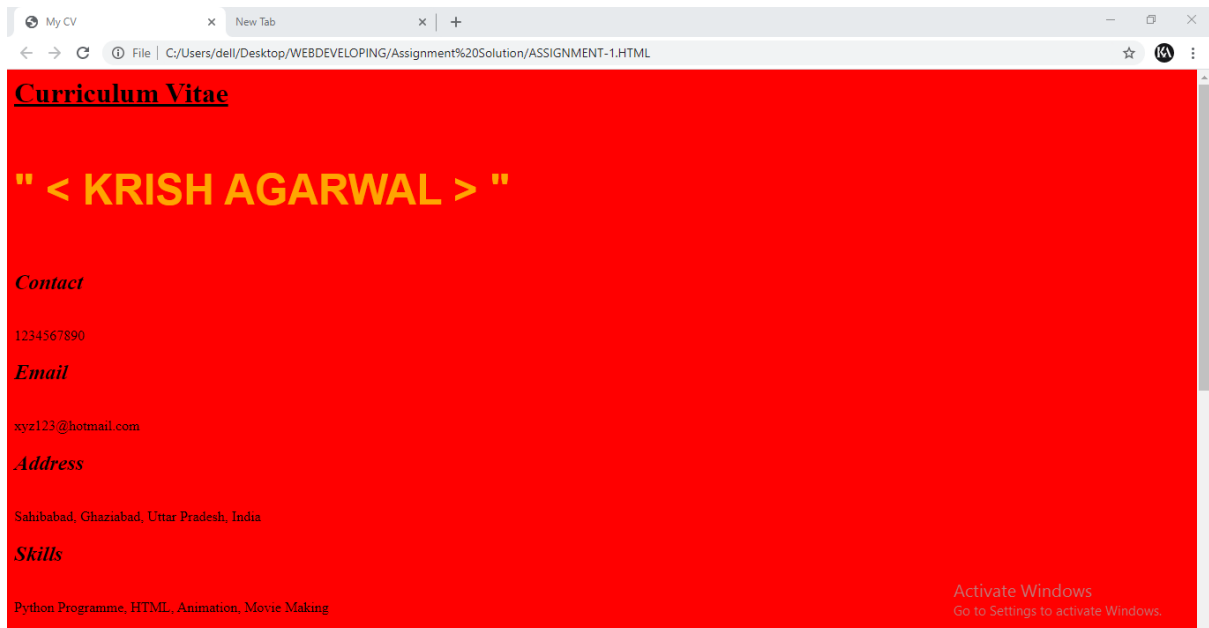 My CV
New Tab
File
C:/Users/dell/Desktop/WEBDEVELOPING/Assignment%20Solution/ASSIGNMENT-1.HTML
KA
Curriculum Vitae
" < KRISH AGARWAL > "
Contact
1234567890
Email
xyz123@hotmail.com
Address
Sahibabad, Ghaziabad, Uttar Pradesh, India
Skills
Python Programme, HTML, Animation, Movie Making
Activate Windows
Go to Settings to activate Windows.